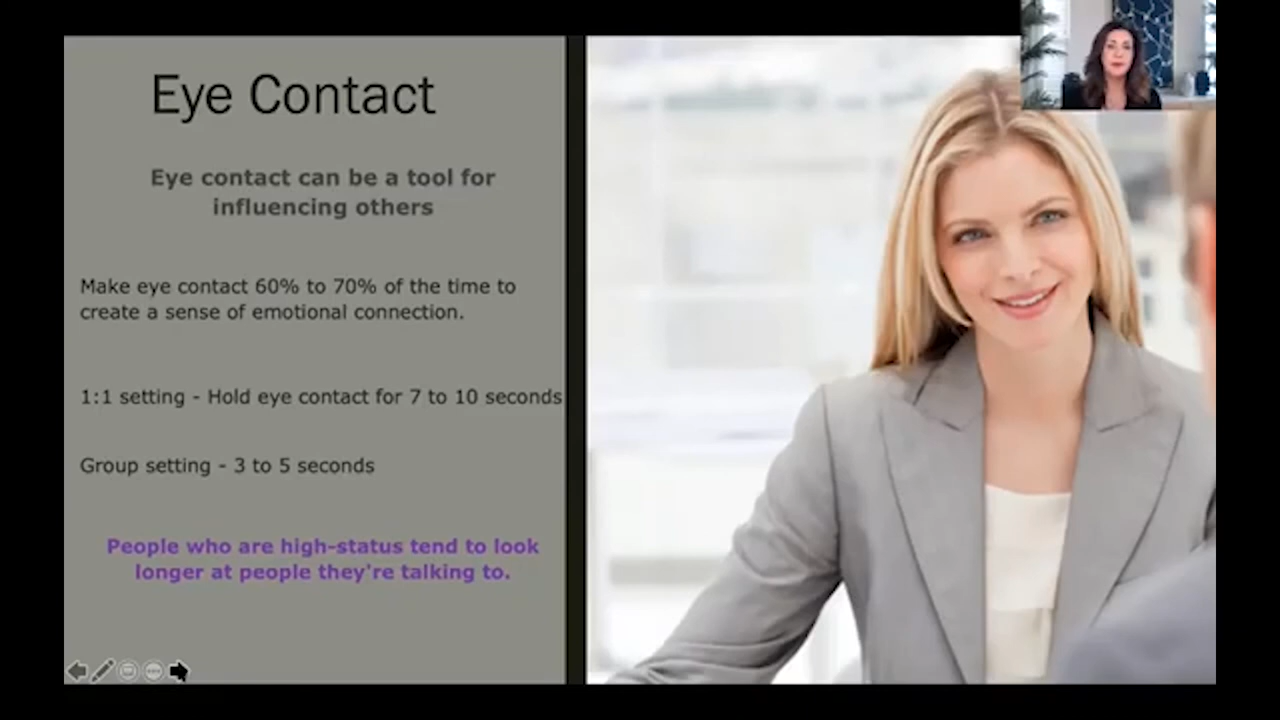 Eye Contact
Eye contact can be a tool for
influencing others
Make eye contact 60% to 70% of the time to
create a sense of emotional connection.
1:1 setting - Hold eye contact for 7 to 10 seconds
Group setting - 3 to 5 seconds
People who are high-status tend to look
longer at people they're talking to.